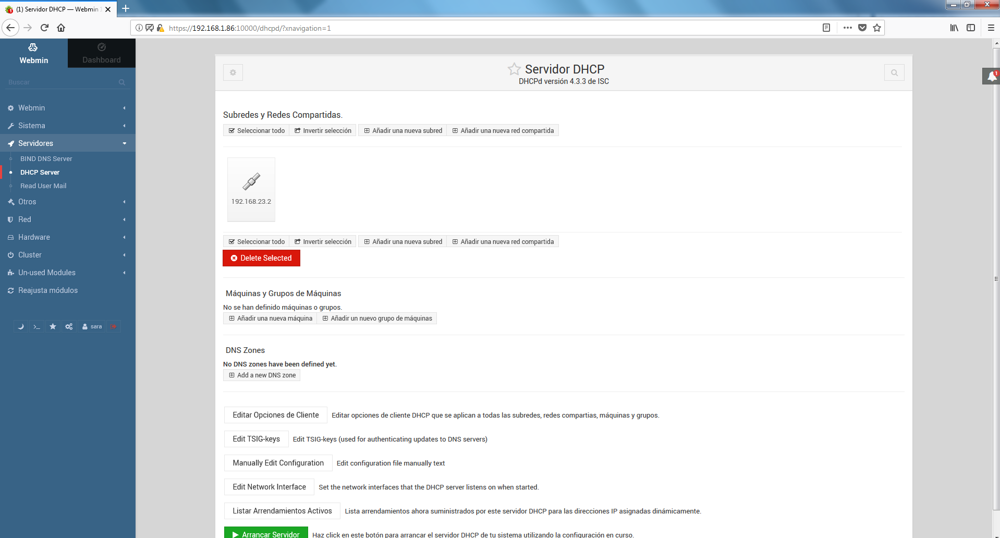 (1) Servidor DHCP — Webmin
https://192.168.1.86:10000/dhcpd/?xnavigation=1
Webmin
Dashboard
Buscar
Webmin
Sistema
Servidores
BIND DNS Server
DHCP Server
Read User Mail
Otros
Red
Hardware
Cluster
Un-used Modules
Reajusta módulos
sara
Servidor DHCP
DHCPd versión 4.3.3 de ISC
1
Subredes y Redes Compartidas.
Seleccionar todo Invertir selección Añadir una nueva subred Añadir una nueva red compartida
192.168.23.2
Seleccionar todo Invertir selección Añadir una nueva subred Añadir una nueva red compartida
Delete Selected
Máquinas y Grupos de Máquinas
No se han definido máquinas o grupos.
Añadir una nueva máquina Añadir un nuevo grupo de máquinas
DNS Zones
No DNS zones have been defined yet.
Add a new DNS zone
Editar Opciones de Cliente Editar opciones de cliente DHCP que se aplican a todas las subredes, redes compartias, máquinas y grupos.
Edit TSIG-keys Edit TSIG-keys (used for authenticating updates to DNS servers)
Manually Edit Configuration Edit configuration file manually text
Edit Network Interface Set the network interfaces that the DHCP server listens on when started.
Listar Arrendamientos Activos Lista arrendamientos ahora suministrados por este servidor DHCP para las direcciones IP asignadas dinámicamente.
Arrancar Servidor Haz click en este botón para arrancar el servidor DHCP de tu sistema utilizando la configuración en curso.